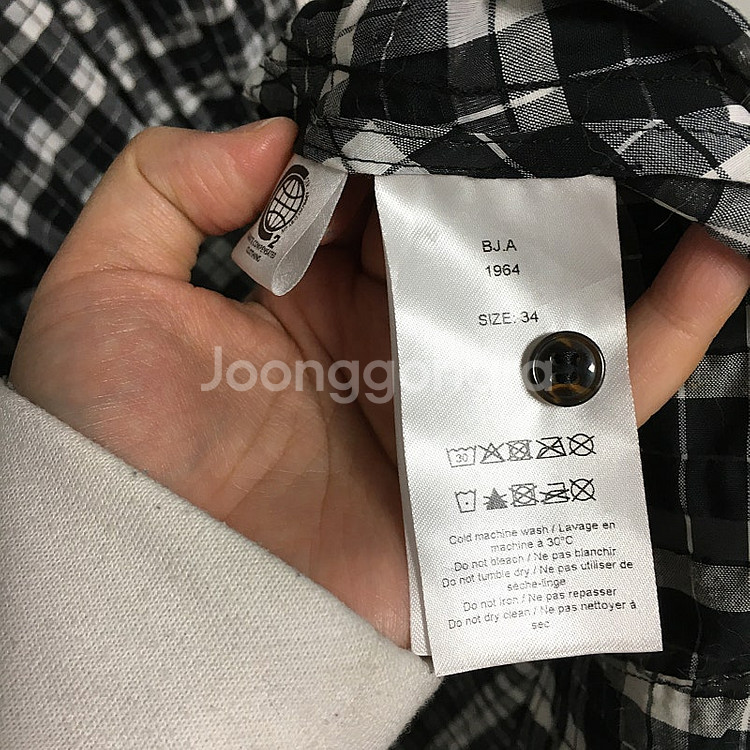 BJ.A
1964
SIZE: 34
Joonggonara
30
2
CLOTHING
Cold machine wash / Lavage en
machine à 30°C
Do not bleach / Ne pas blanchir
Do not tumble dry / Ne pas utiliser de
sèche-linge
Do not iron / Ne pas repasser
Do not dry clean / Ne pas nettoyer à
sec